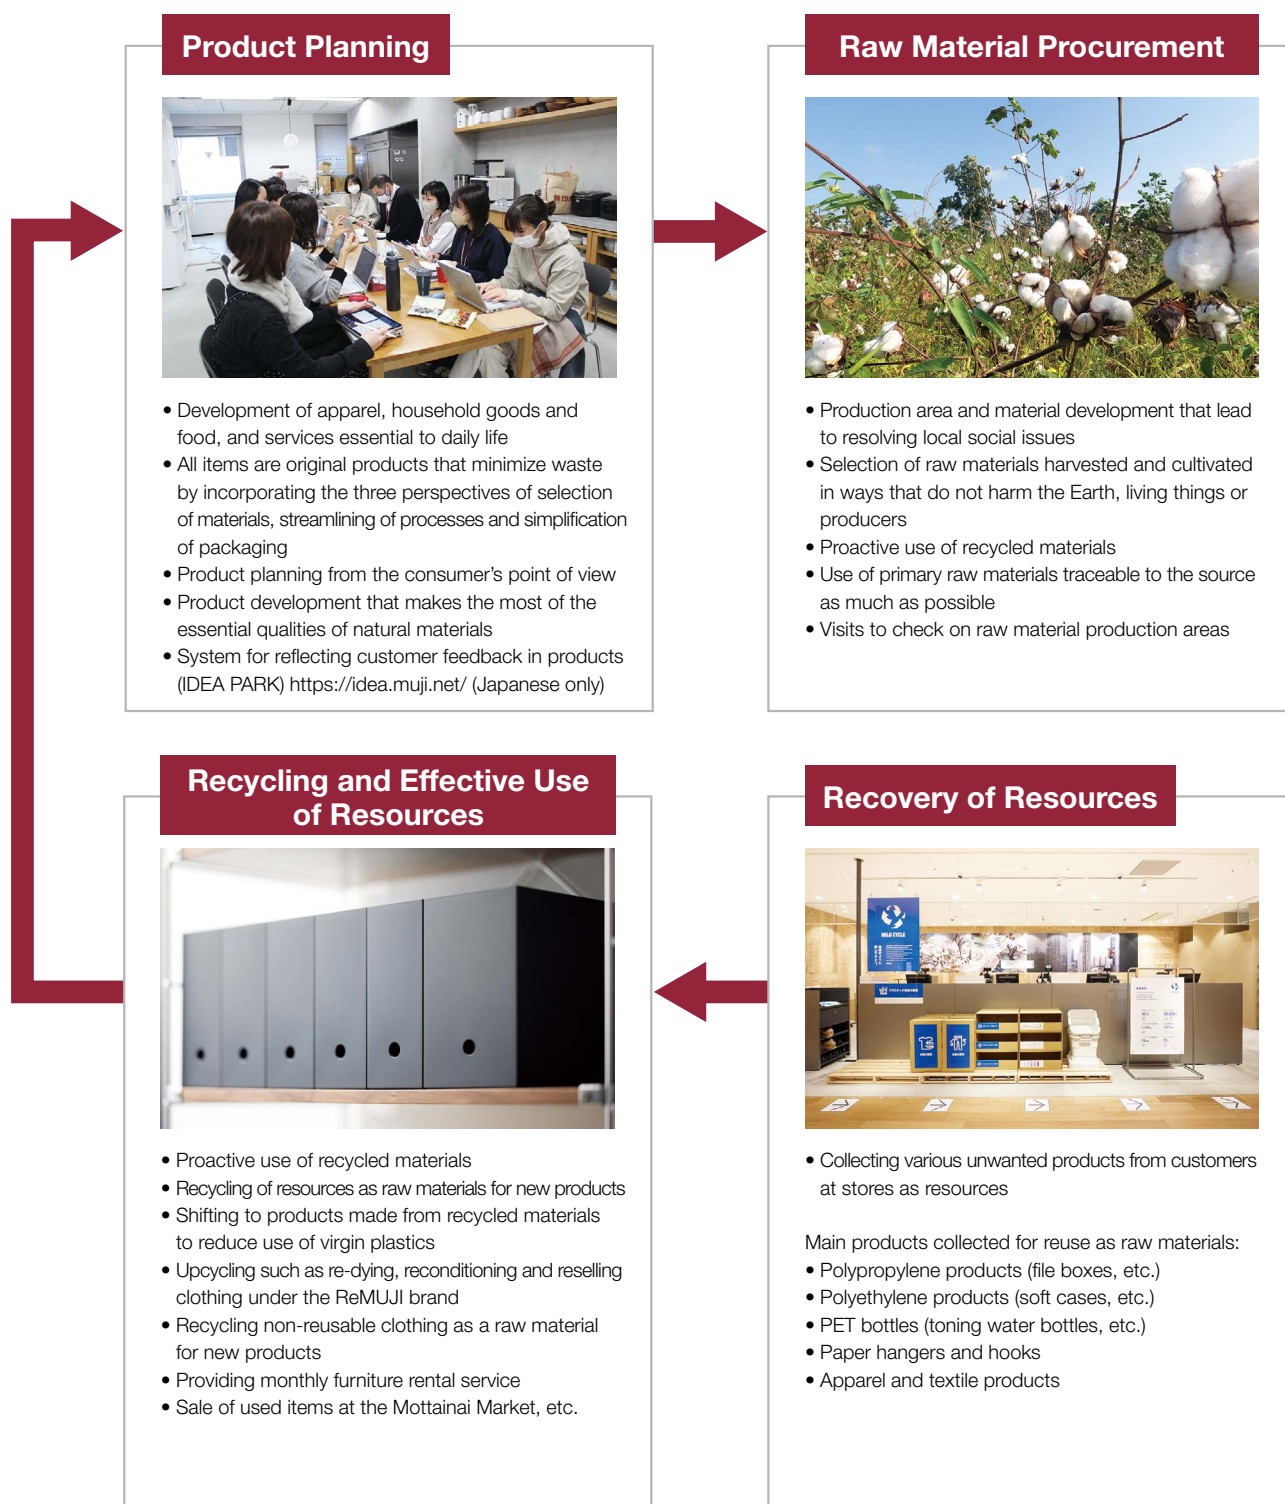 Product Planning
• Development of apparel, household goods and
food, and services essential to daily life
• All items are original products that minimize waste
by incorporating the three perspectives of selection
of materials, streamlining of processes and simplification
of packaging
• Product planning from the consumer’s point of view
• Product development that makes the most of the
essential qualities of natural materials
• System for reflecting customer feedback in products
(IDEA PARK) https://idea.muji.net/ (Japanese only)
Raw Material Procurement
• Production area and material development that lead
to resolving local social issues
• Selection of raw materials harvested and cultivated
in ways that do not harm the Earth, living things or
producers
• Proactive use of recycled materials
• Use of primary raw materials traceable to the source
as much as possible
• Visits to check on raw material production areas
Recycling and Effective Use
of Resources
• Proactive use of recycled materials
• Recycling of resources as raw materials for new products
• Shifting to products made from recycled materials
to reduce use of virgin plastics
• Upcycling such as re-dying, reconditioning and reselling
clothing under the ReMUJI brand
• Recycling non-reusable clothing as a raw material
for new products
• Providing monthly furniture rental service
• Sale of used items at the Mottainai Market, etc.
Recovery of Resources
MUJI CYCLE
• Collecting various unwanted products from customers
at stores as resources
Main products collected for reuse as raw materials:
• Polypropylene products (file boxes, etc.)
• Polyethylene products (soft cases, etc.)
• PET bottles (toning water bottles, etc.)
• Paper hangers and hooks
• Apparel and textile products